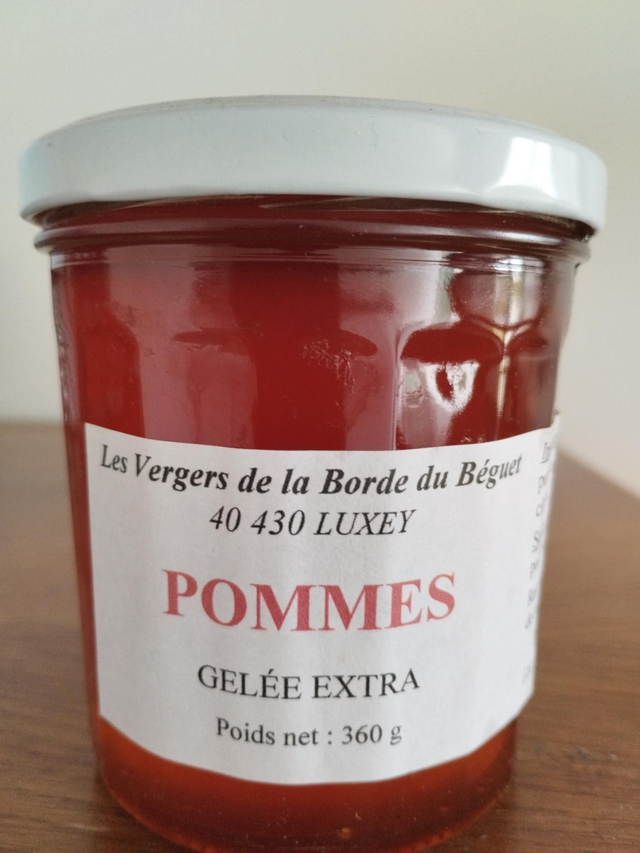 Les Vergers de la Borde du Béguet
40 430 LUXEY
POMMES
GELÉE EXTRA
Poids net : 360 g